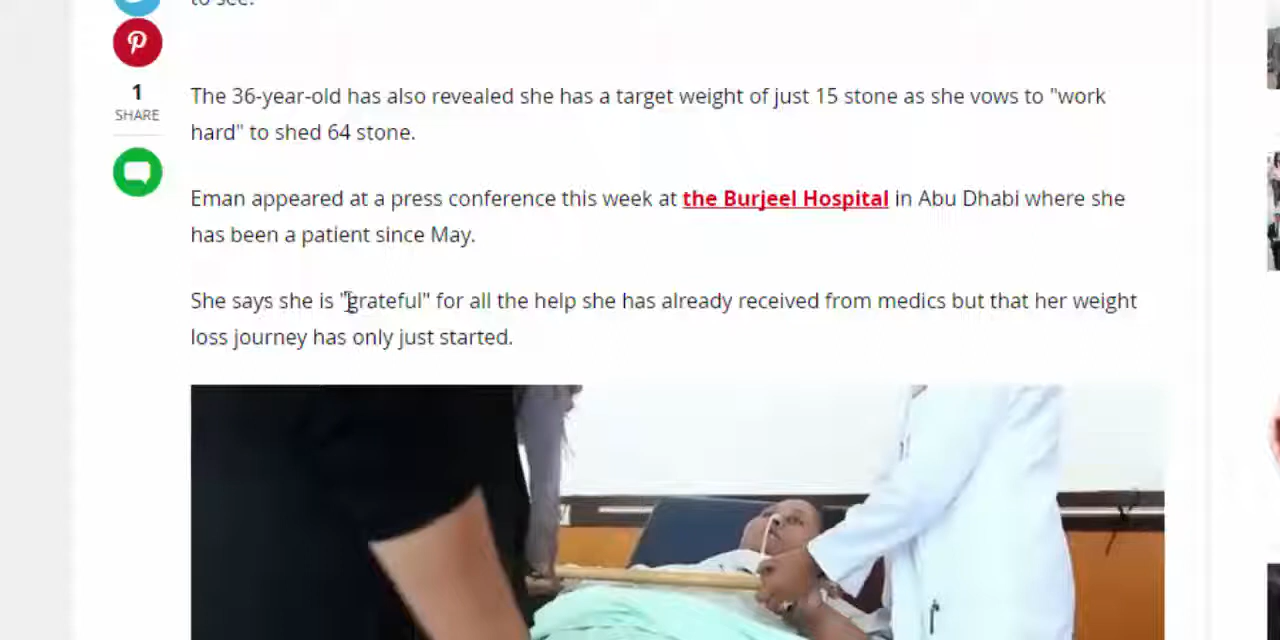 to see.
1
SHARE
The 36-year-old has also revealed she has a target weight of just 15 stone as she vows to "work
hard" to shed 64 stone.
Eman appeared at a press conference this week at the Burjeel Hospital in Abu Dhabi where she
has been a patient since May.
She says she is "grateful" for all the help she has already received from medics but that her weight
loss journey has only just started.